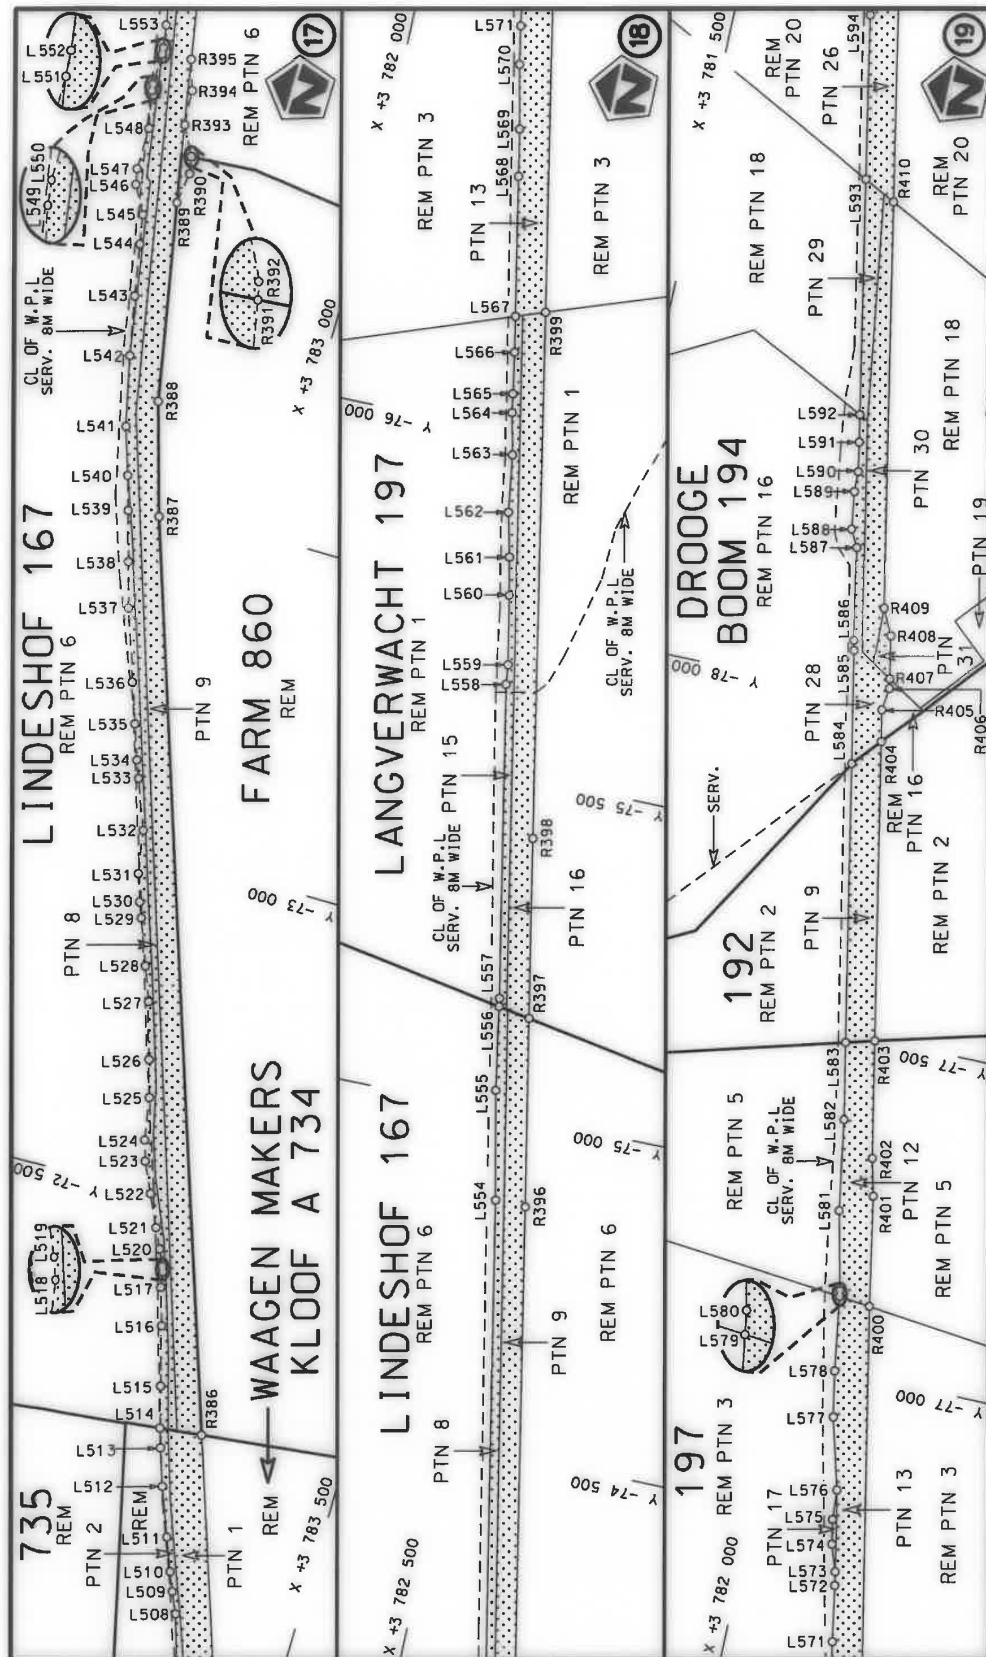 17
735
REM
PTN 2
REM
PTN 1
REM
L508
L509
L510
L511
L512
L513
L514
L515
L516
L517
L518
L519
L520
L521
L522
L523
L524
L525
L526
L527
L528
L529
L530
L531
L532
L533
L534
L535
L536
L537
L538
L539
L540
L541
L542
L543
L544
L545
L546
L547
L548
L549
L550
L551
L552
L553
Y -72 500
PTN 8
LINDESHOF 167
REM PTN 6
CL OF W.P.L
SERV. 8M WIDE
PTN 9
WAAGEN MAKERS
KLOOF A 734
FARM 860
REM
X +3 783 500
Y -73 000
X +3 783 000
R386
R387
R388
R389
R390
R391
R392
R393
R394
R395
REM PTN 6
18
X +3 782 500
PTN 8
LINDESHOF 167
REM PTN 6
PTN 9
REM PTN 6
Y -74 500
L554
L555
L556
L557
L558
L559
L560
L561
L562
L563
L564
L565
L566
L567
L568
L569
L570
L571
R396
R397
R398
R399
Y -75 000
CL OF W.P.L
SERV. 8M WIDE
PTN 15
LANGVERWACHT 197
REM PTN 1
PTN 16
Y -75 500
CL OF W.P.L
SERV. 8M WIDE
REM PTN 1
Y -76 000
X +3 782 000
PTN 13
REM PTN 3
REM PTN 3
19
X +3 782 000
197
REM PTN 3
PTN 17
PTN 13
REM PTN 3
L571
L572
L573
L574
L575
L576
L577
L578
L579
L580
L581
L582
L583
L584
L585
L586
L587
L588
L589
L590
L591
L592
L593
L594
Y -77 000
REM PTN 5
CL OF W.P.L
SERV. 8M WIDE
PTN 12
REM PTN 5
Y -77 500
192
REM PTN 2
PTN 9
REM PTN 2
SERV.
R400
R401
R402
R403
R404
R405
R406
R407
R408
R409
R410
REM
PTN 16
PTN 28
Y -78 000
DROOGE
BOOM 194
REM PTN 16
PTN
31
PTN 19
PTN 30
REM PTN 18
PTN 29
REM PTN 18
X +3 781 500
REM
PTN 20
PTN 26
REM
PTN 20